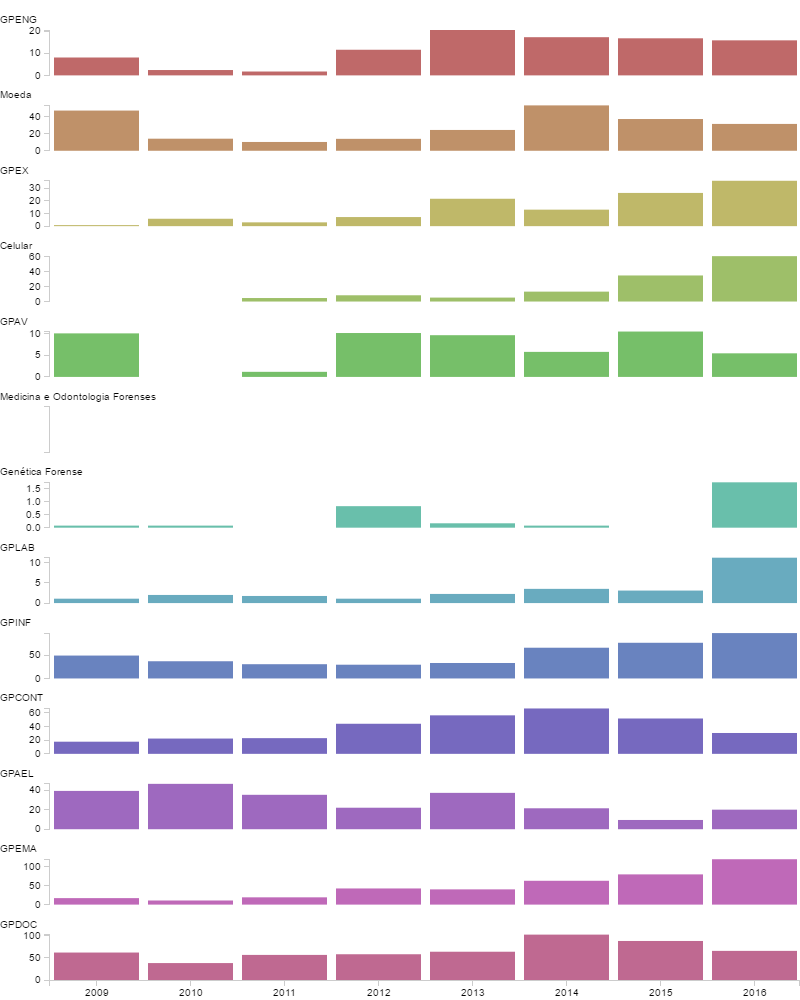 GPENG
20
10
0
Moeda
40
20
0
GPEX
30
20
10
0
Celular
60
40
20
0
GPAV
10
5
0
Medicina e Odontologia Forenses
Genética Forense
1.5
1.0
0.5
0.0
GPLAB
10
5
0
GPINF
50
0
GPCONT
60
40
20
0
GPAEL
40
20
0
GPEMA
100
50
0
GPDOC
100
50
0
2009 2010 2011 2012 2013 2014 2015 2016